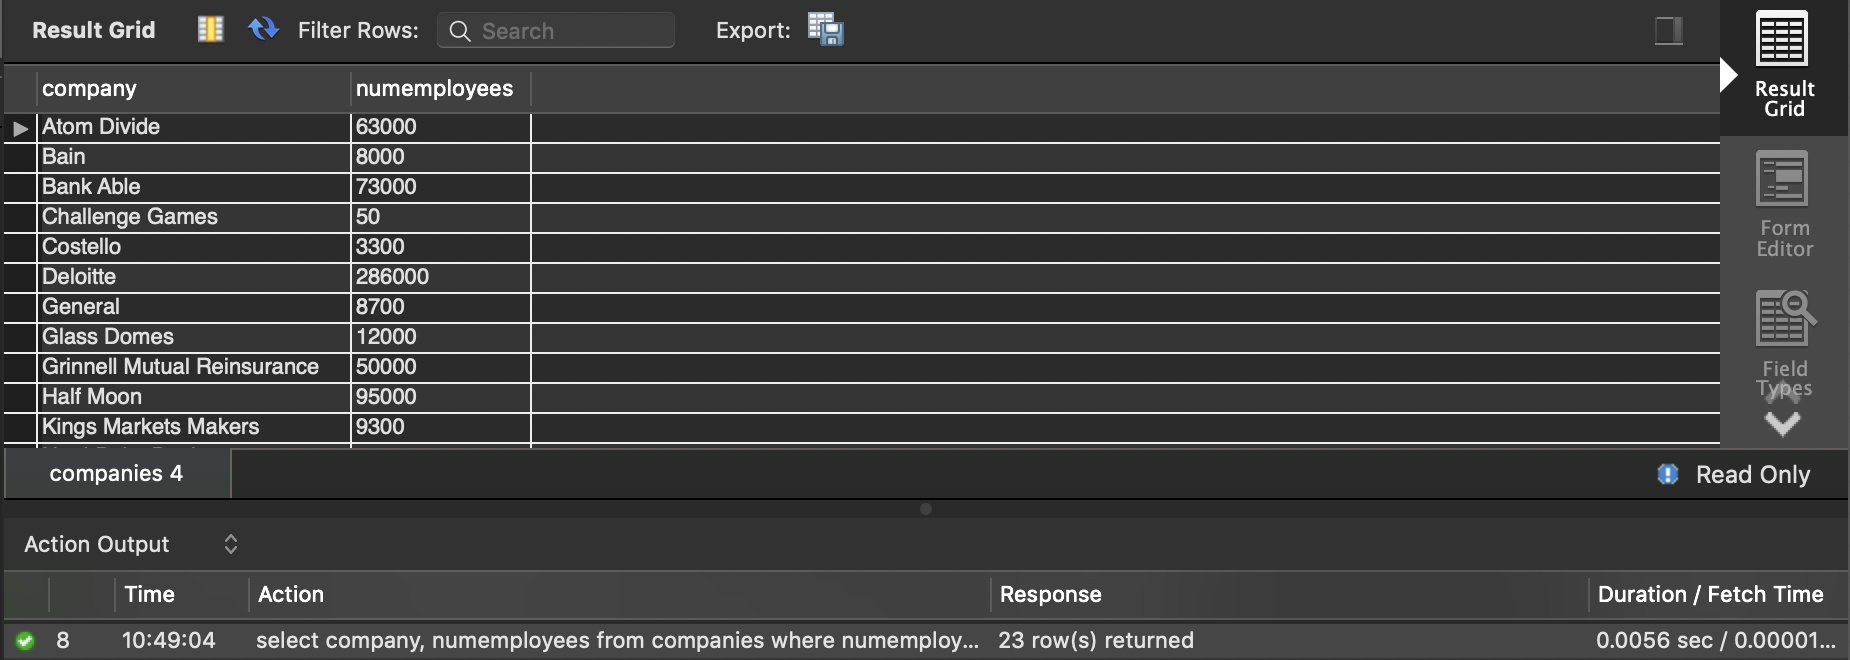 Result Grid Filter Rows: Search Export:
company numemployees
Atom Divide 63000
Bain 8000
Bank Able 73000
Challenge Games 50
Costello 3300
Deloitte 286000
General 8700
Glass Domes 12000
Grinnell Mutual Reinsurance 50000
Half Moon 95000
Kings Markets Makers 9300
Result
Grid
Form
Editor
Field
Types
companies 4 Read Only
Action Output
Time Action Response Duration / Fetch Time
8 10:49:04 select company, numemployees from companies where numemploy... 23 row(s) returned 0.0056 sec / 0.00001...